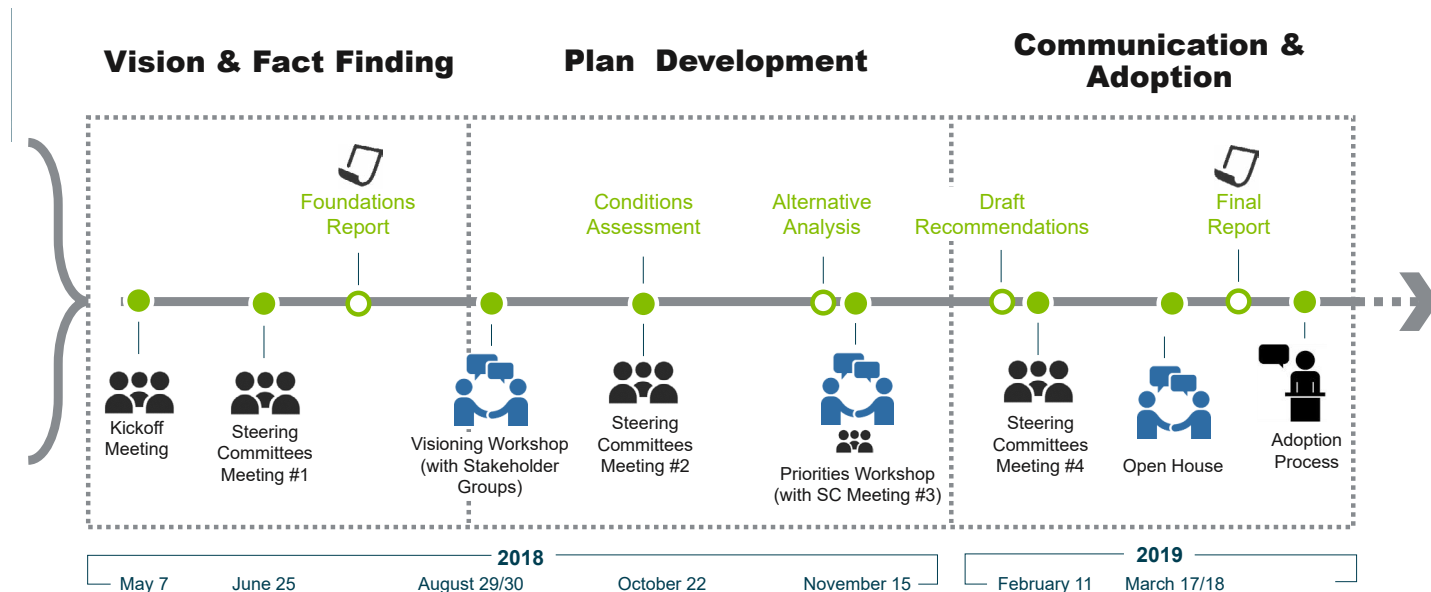 Vision & Fact Finding
Plan Development
Communication &
Adoption
Foundations
Report
Conditions
Assessment
Alternative
Analysis
Draft
Recommendations
Final
Report
Kickoff
Meeting
Steering
Committees
Meeting #1
Visioning Workshop
(with Stakeholder
Groups)
Steering
Committees
Meeting #2
Priorities Workshop
(with SC Meeting #3)
Steering
Committees
Meeting #4
Open House
Adoption
Process
2018
2019
May 7
June 25
August 29/30
October 22
November 15
February 11
March 17/18